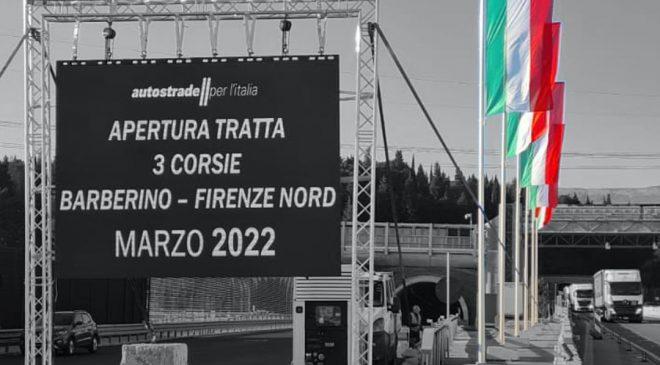 autostrade//per l'italia
APERTURA TRATTA
3 CORSIE
BARBERINO – FIRENZE NORD
MARZO 2022